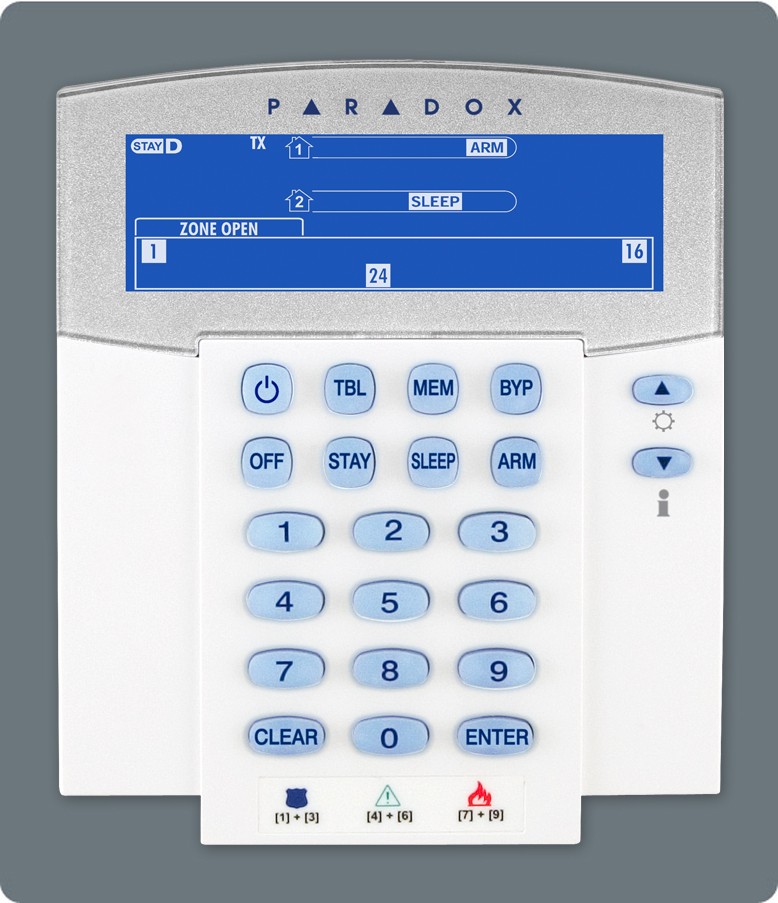 PARADOX
STAY D TX 1 ARM
2 SLEEP
ZONE OPEN
1 16
24
TBL MEM BYP
OFF STAY SLEEP ARM
1 2 3
4 5 6
7 8 9
CLEAR 0 ENTER
[1] + [3] [4] + [6] [7] + [9]